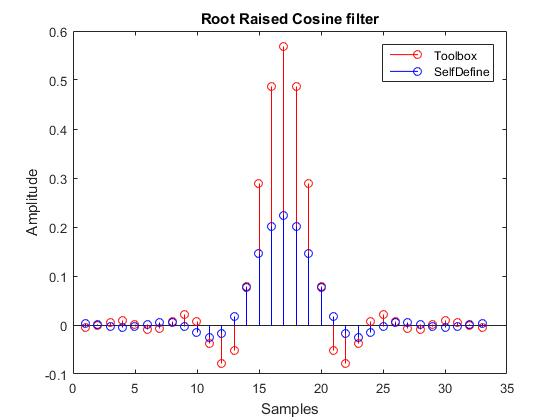 Root Raised Cosine filter
Toolbox
SelfDefine
Amplitude
0.6
0.5
0.4
0.3
0.2
0.1
0
-0.1
0 5 10 15 20 25 30 35
Samples